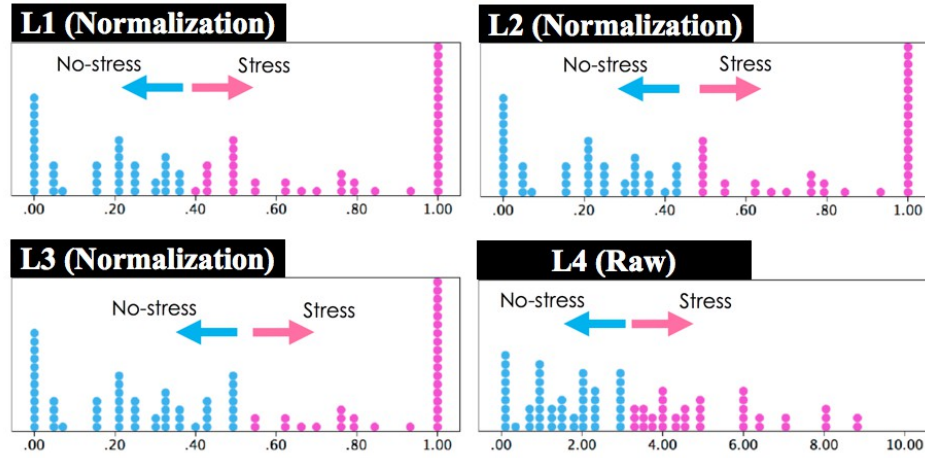 L1 (Normalization)
No-stress Stress
.00 .20 .40 .60 .80 1.00
L2 (Normalization)
No-stress Stress
.00 .20 .40 .60 .80 1.00
L3 (Normalization)
No-stress Stress
.00 .20 .40 .60 .80 1.00
L4 (Raw)
No-stress Stress
.00 2.00 4.00 6.00 8.00 10.00